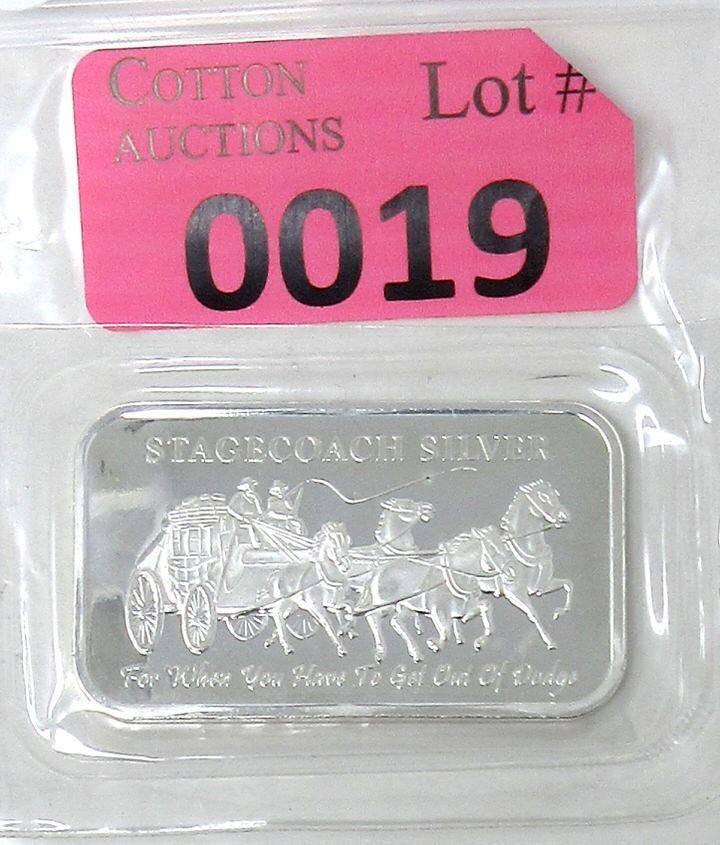 COTTON
AUCTIONS
Lot #
0019
STAGECOACH SILVER
For When You Have To Get Out Of Dodge